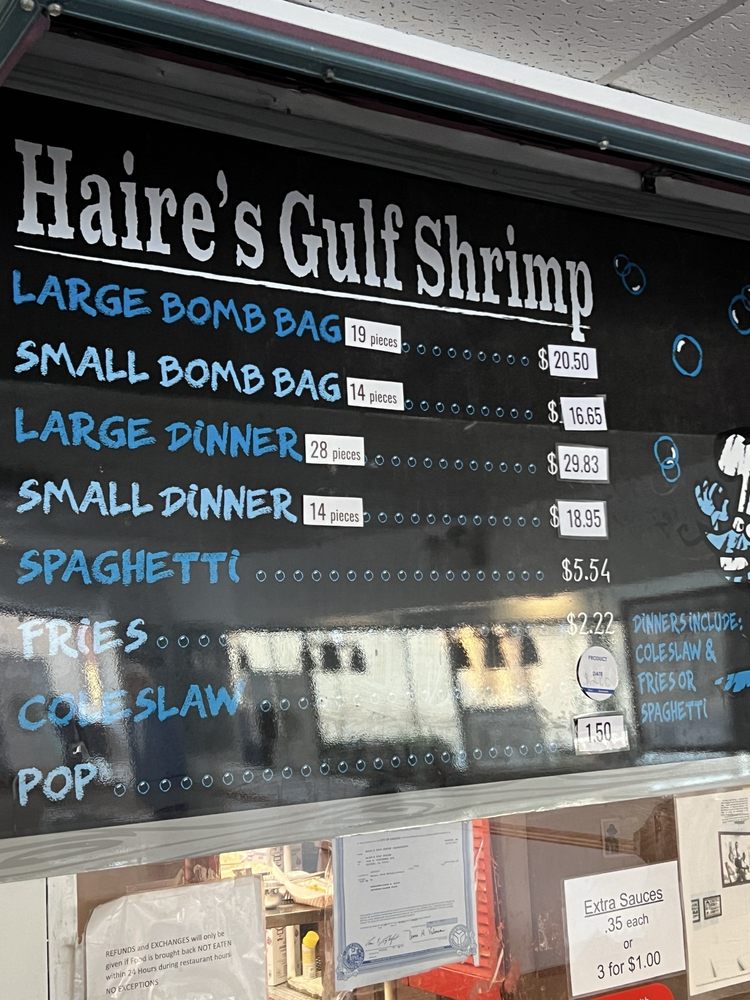 Haire's Gulf Shrimp
LARGE BOMB BAG 19 pieces $ 20.50
SMALL BOMB BAG 14 pieces $ 16.65
LARGE DINNER 28 pieces $ 29.83
SMALL DINNER 14 pieces $ 18.95
SPAGHETTI $5.54
FRIES $2.22
COLESLAW PRODUCT DATE
POP 1.50
DINNERS INCLUDE:
COLESLAW &
FRIES OR
SPAGHETTI
REFUNDS and EXCHANGES will only be
given if Food is brought back NOT EATEN
within 24 Hours during restaurant hours
NO EXCEPTIONS
Extra Sauces
.35 each
or
3 for $1.00